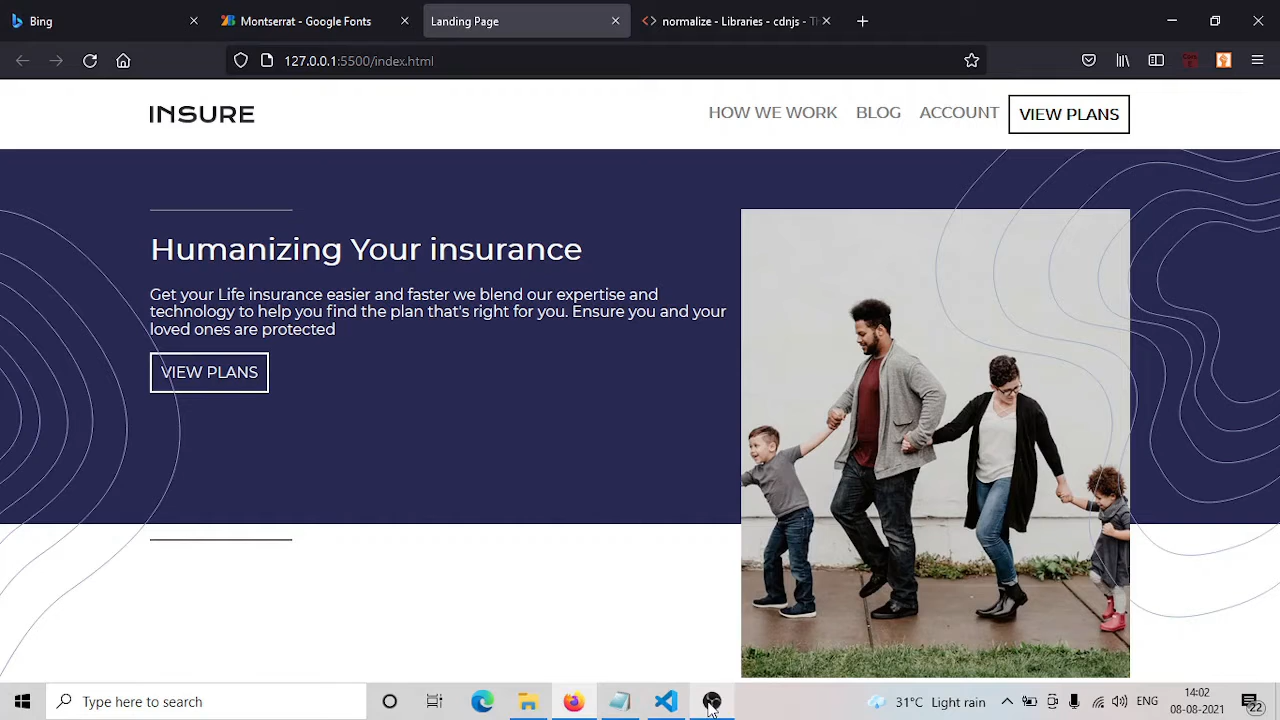 Bing
Montserrat - Google Fonts
Landing Page
normalize - Libraries - cdnjs - Th
127.0.0.1:5500/index.html
INSURE
HOW WE WORK
BLOG
ACCOUNT
VIEW PLANS
Humanizing Your insurance
Get your Life insurance easier and faster we blend our expertise and
technology to help you find the plan that's right for you. Ensure you and your
loved ones are protected
VIEW PLANS
Type here to search
31°C Light rain
14:02
08-08-2021
22